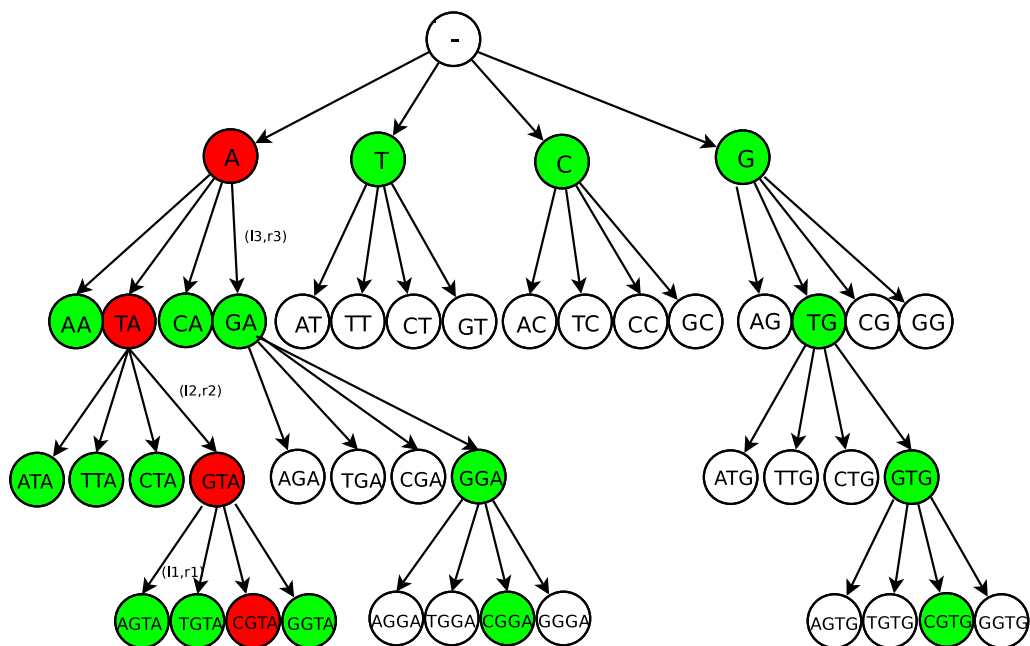 -
A T C G
(l3,r3)
AA TA CA GA AT TT CT GT AC TC CC GC AG TG CG GG
(l2,r2)
ATA TTA CTA GTA AGA TGA CGA GGA ATG TTG CTG GTG
(l1,r1)
AGTA TGTA CGTA GGTA AGGA TGGA CGGA GGGA AGTG TGTG CGTG GGTG